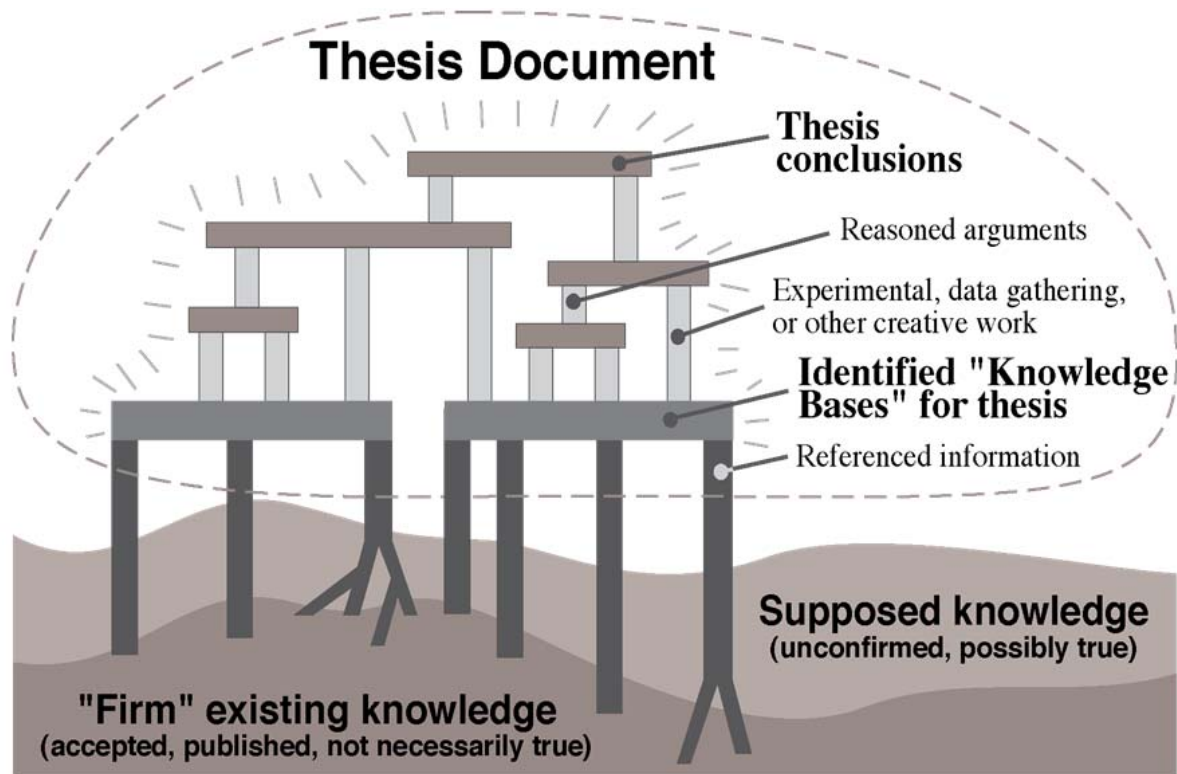 Thesis Document
Thesis
conclusions
Reasoned arguments
Experimental, data gathering,
or other creative work
Identified "Knowledge
Bases" for thesis
Referenced information
Supposed knowledge
(unconfirmed, possibly true)
"Firm" existing knowledge
(accepted, published, not necessarily true)